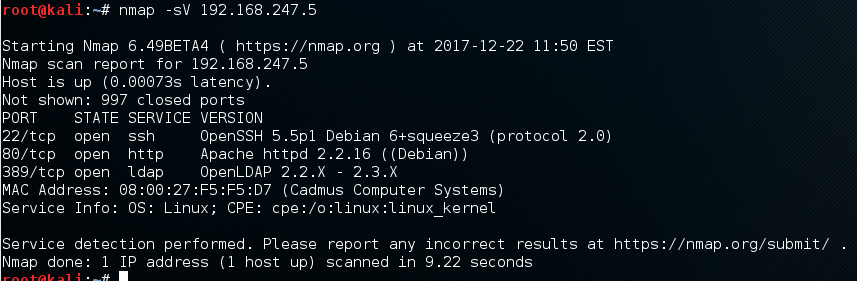 root@kali:~# nmap -sV 192.168.247.5
Starting Nmap 6.49BETA4 ( https://nmap.org ) at 2017-12-22 11:50 EST
Nmap scan report for 192.168.247.5
Host is up (0.00073s latency).
Not shown: 997 closed ports
PORT    STATE SERVICE VERSION
22/tcp  open  ssh     OpenSSH 5.5p1 Debian 6+squeeze3 (protocol 2.0)
80/tcp  open  http    Apache httpd 2.2.16 ((Debian))
389/tcp open  ldap    OpenLDAP 2.2.X - 2.3.X
MAC Address: 08:00:27:F5:F5:D7 (Cadmus Computer Systems)
Service Info: OS: Linux; CPE: cpe:/o:linux:linux_kernel
Service detection performed. Please report any incorrect results at https://nmap.org/submit/ .
Nmap done: 1 IP address (1 host up) scanned in 9.22 seconds
root@kali:~#